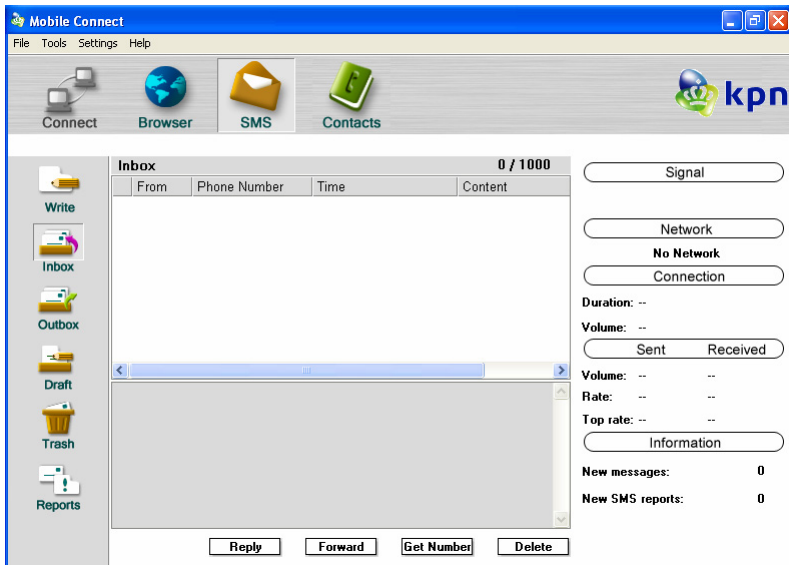 Mobile Connect
File Tools Settings Help
Connect Browser SMS Contacts
kpn
Write
Inbox
Outbox
Draft
Trash
Reports
Inbox 0 / 1000
From Phone Number Time Content
Reply Forward Get Number Delete
Signal
Network
No Network
Connection
Duration: --
Volume: --
Sent Received
Volume: -- --
Rate: -- --
Top rate: -- --
Information
New messages: 0
New SMS reports: 0